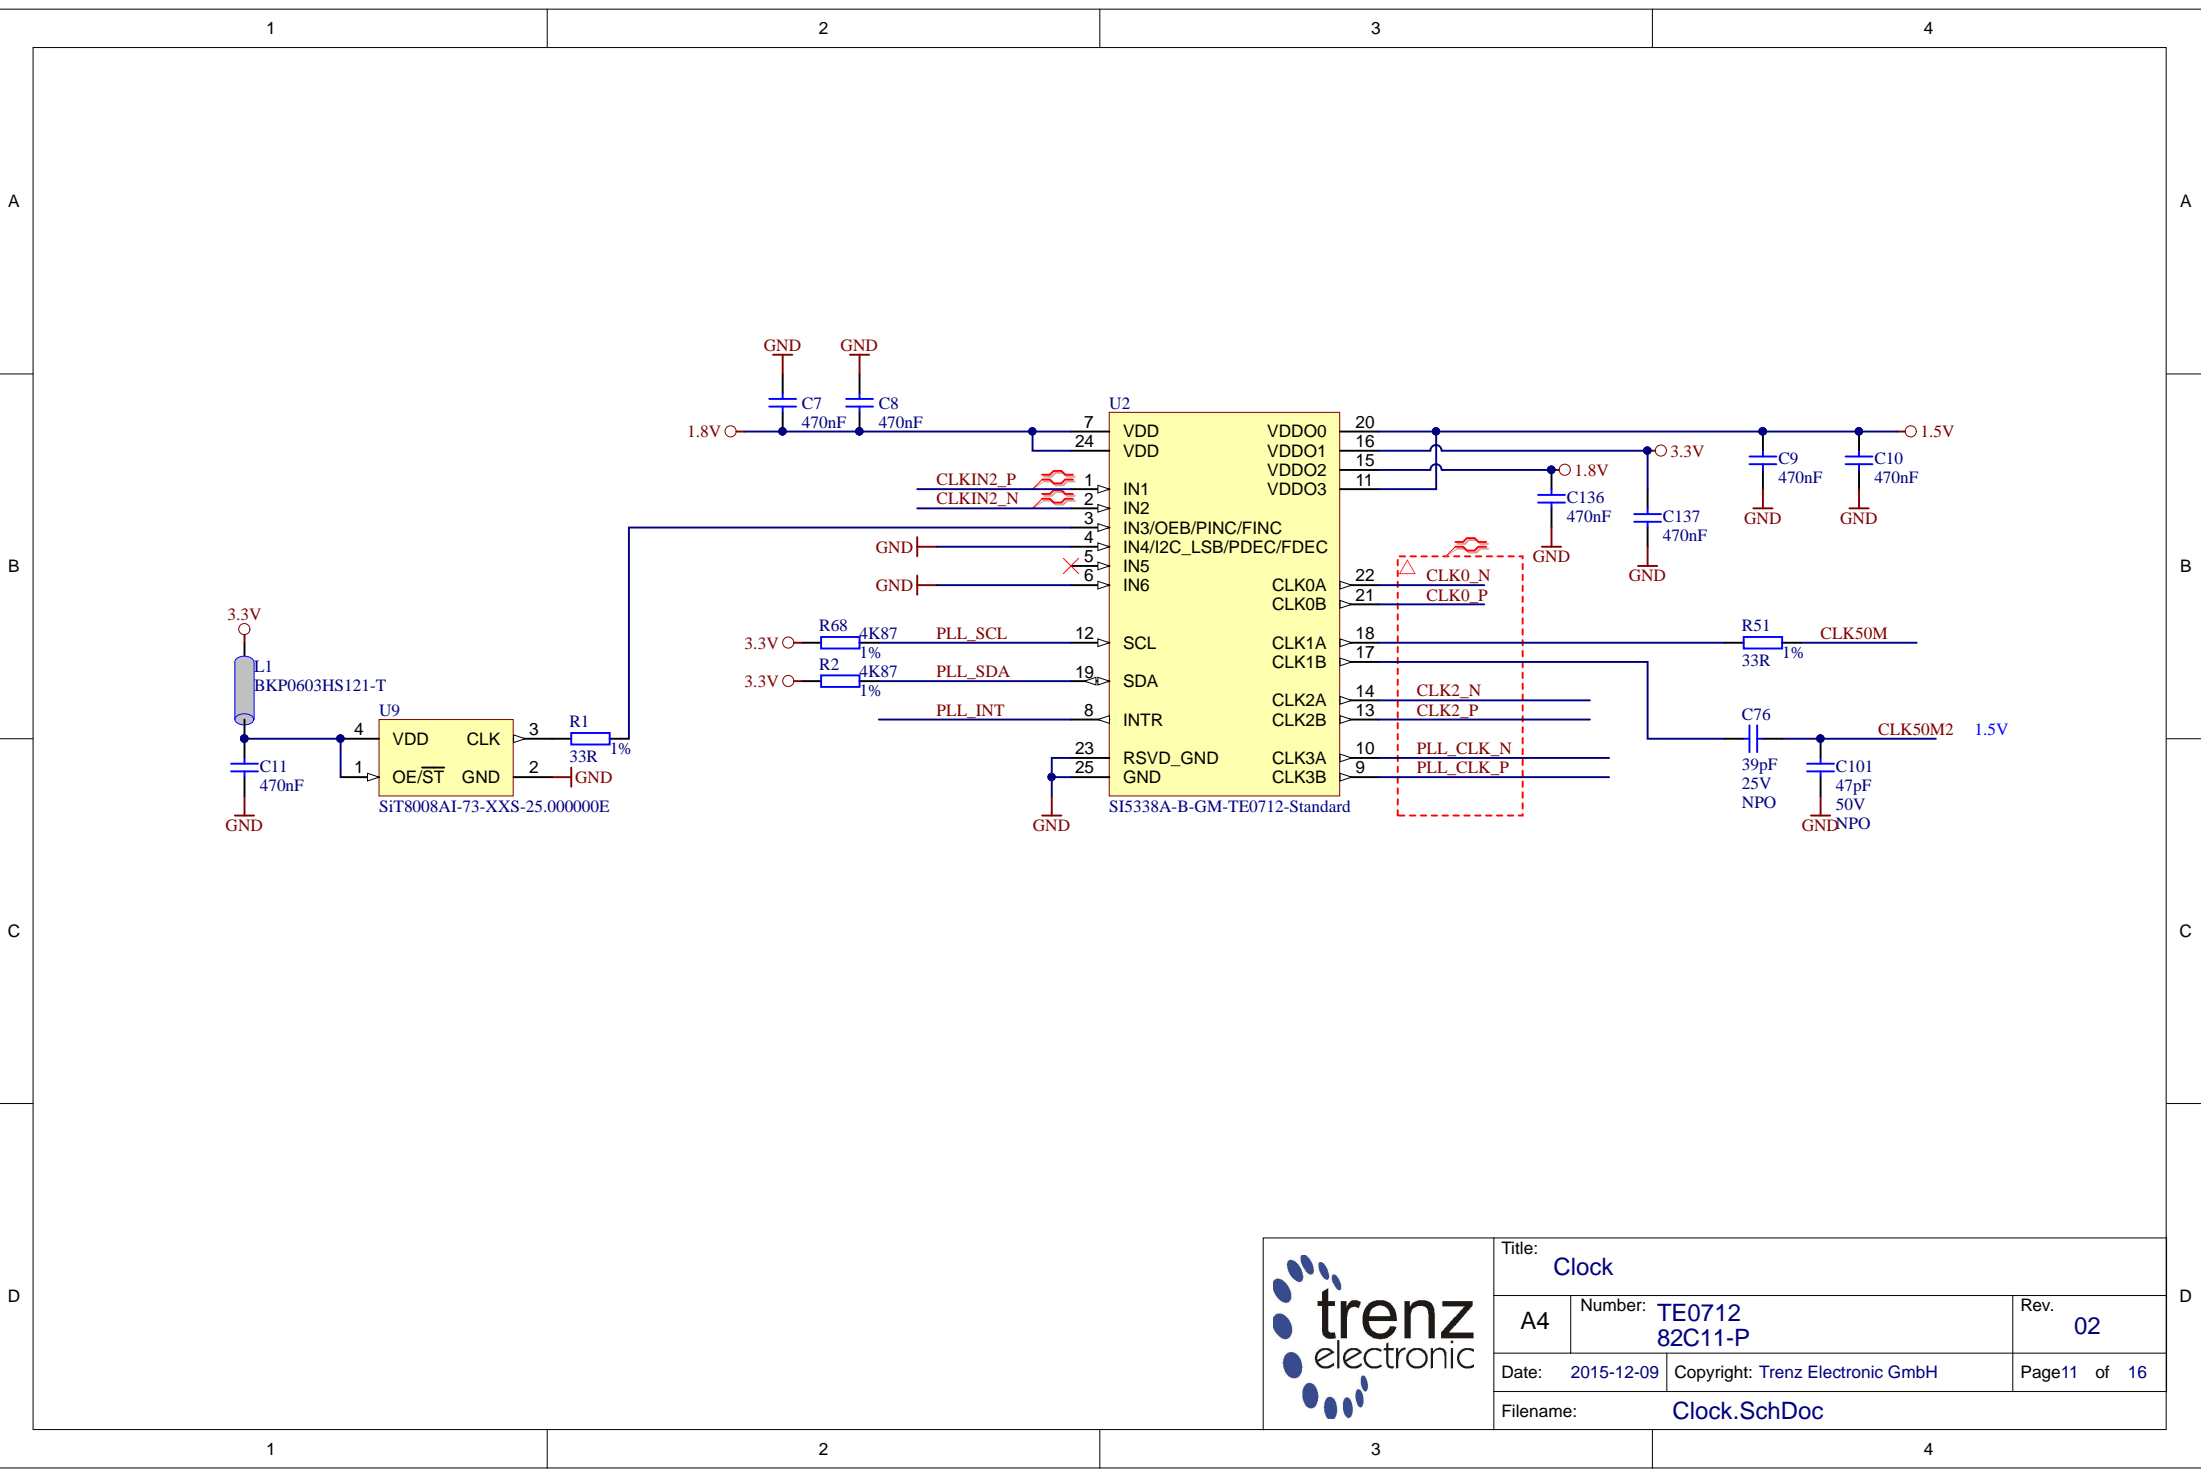 1 2 3 4
A A
B B
C C
D D
1 2 3 4
GND GND
C7 470nF
C8 470nF
1.8V
U2
7 VDD
24 VDD
CLKIN2_P 1 IN1
CLKIN2_N 2 IN2
3 IN3/OEB/PINC/FINC
GND 4 IN4/I2C_LSB/PDEC/FDEC
5 IN5
GND 6 IN6
3.3V R68 4K87 1% PLL_SCL 12 SCL
3.3V R2 4K87 1% PLL_SDA 19 SDA
PLL_INT 8 INTR
23 RSVD_GND
25 GND
GND
VDDO0 20
VDDO1 16
VDDO2 15
VDDO3 11
CLK0A 22 CLK0_N
CLK0B 21 CLK0_P
CLK1A 18
CLK1B 17
CLK2A 14 CLK2_N
CLK2B 13 CLK2_P
CLK3A 10 PLL_CLK_N
CLK3B 9 PLL_CLK_P
SI5338A-B-GM-TE0712-Standard
1.5V
3.3V
1.8V
C9
470nF
GND
C10
470nF
GND
C136
470nF
GND
C137
470nF
GND
R51
33R 1%
CLK50M
C76
39pF
25V
NPO
CLK50M2 1.5V
C101
47pF
50V
NPO
GND
3.3V
L1
BKP0603HS121-T
C11
470nF
GND
U9
4 VDD CLK 3
1 OE/ST GND 2
SiT8008AI-73-XXS-25.000000E
R1
33R 1%
GND
trenz
electronic
Title:
Clock
A4
Number: TE0712
82C11-P
Rev.
02
Date: 2015-12-09
Copyright: Trenz Electronic GmbH
Page11 of 16
Filename: Clock.SchDoc